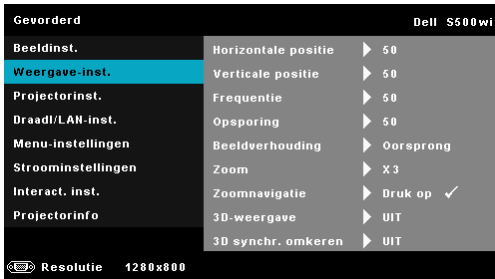 Gevorderd Dell S500wi
Beeldinst.
Weergave-inst.
Projectorinst.
Draadl/LAN-inst.
Menu-instellingen
Stroominstellingen
Interact. inst.
Projectorinfo
Horizontale positie 50
Verticale positie 50
Frequentie 50
Opsporing 50
Beeldverhouding Oorsprong
Zoom X3
Zoomnavigatie Druk op ✓
3D-weergave UIT
3D synchr. omkeren UIT
Resolutie 1280x800